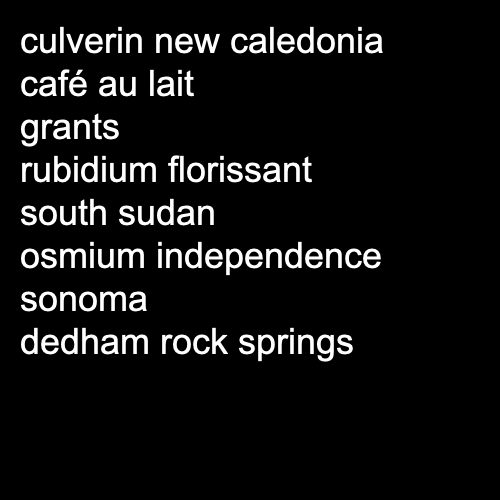 culverin new caledonia
café au lait
grants
rubidium florissant
south sudan
osmium independence
sonoma
dedham rock springs